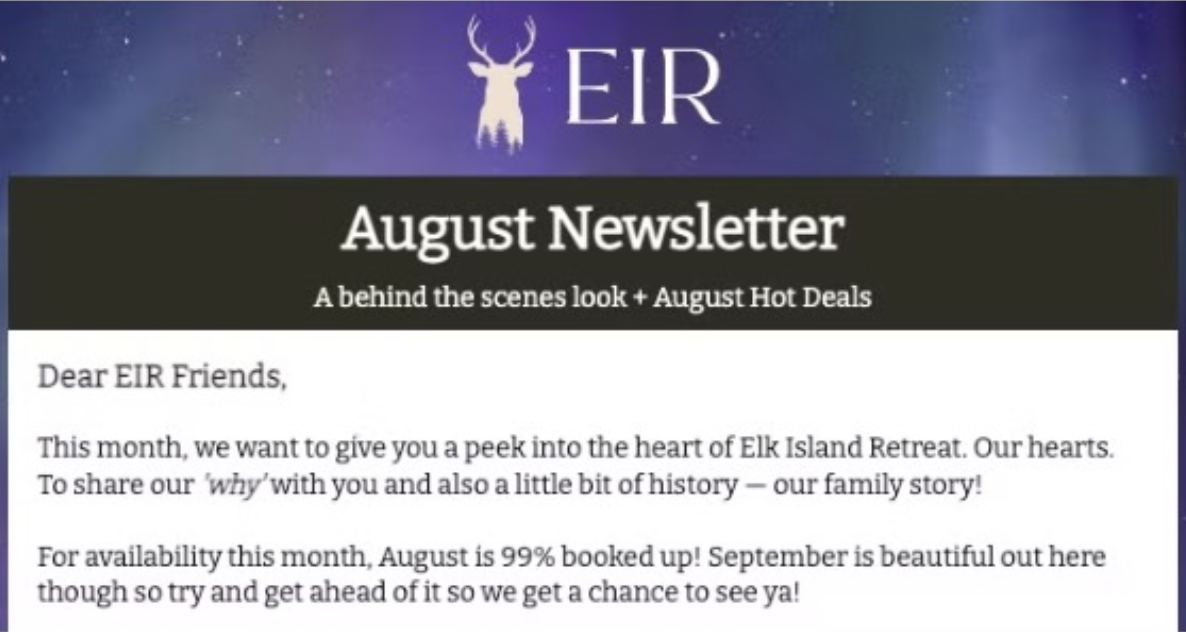 EIR
August Newsletter
A behind the scenes look + August Hot Deals
Dear EIR Friends,
This month, we want to give you a peek into the heart of Elk Island Retreat. Our hearts.
To share our 'why' with you and also a little bit of history – our family story!
For availability this month, August is 99% booked up! September is beautiful out here
though so try and get ahead of it so we get a chance to see ya!